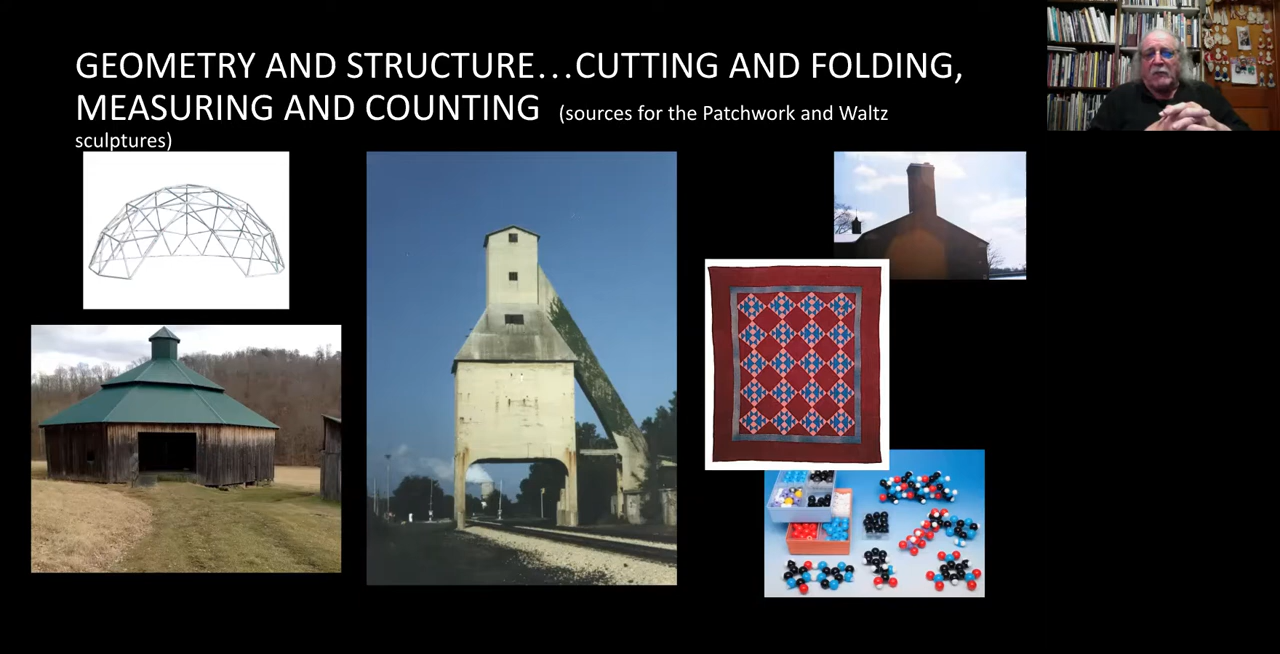 GEOMETRY AND STRUCTURE…CUTTING AND FOLDING,
MEASURING AND COUNTING (sources for the Patchwork and Waltz
sculptures)